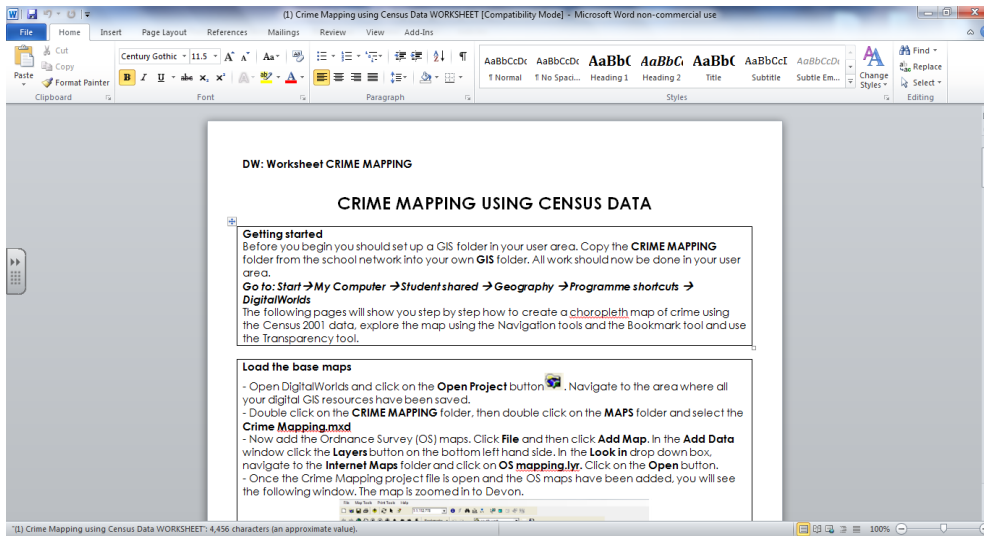 (1) Crime Mapping using Census Data WORKSHEET [Compatibility Mode] - Microsoft Word non-commercial use
File Home Insert Page Layout References Mailings Review View Add-Ins
Cut
Copy
Format Painter
Paste
Clipboard
Century Gothic 11.5
Font
Paragraph
AaBbCcDc AaBbCcDc AaBb( AaBbC AaBb( AaBbCcI AaBbCcDc
¶ Normal ¶ No Spaci... Heading 1 Heading 2 Title Subtitle Subtle Em...
Change Styles
Styles
Find
Replace
Select
Editing
DW: Worksheet CRIME MAPPING
CRIME MAPPING USING CENSUS DATA
Getting started
Before you begin you should set up a GIS folder in your user area. Copy the CRIME MAPPING
folder from the school network into your own GIS folder. All work should now be done in your user
area.
Go to: Start →My Computer →Student shared → Geography →Programme shortcuts →
DigitalWorlds
The following pages will show you step by step how to create a choropleth map of crime using
the Census 2001 data, explore the map using the Navigation tools and the Bookmark tool and use
the Transparency tool.
Load the base maps
- Open DigitalWorlds and click on the Open Project button . Navigate to the area where all
your digital GIS resources have been saved.
- Double click on the CRIME MAPPING folder, then double click on the MAPS folder and select the
Crime Mapping.mxd
- Now add the Ordnance Survey (OS) maps. Click File and then click Add Map. In the Add Data
window click the Layers button on the bottom left hand side. In the Look in drop down box,
navigate to the Internet Maps folder and click on OS mapping.lyr. Click on the Open button.
- Once the Crime Mapping project file is open and the OS maps have been added, you will see
the following window. The map is zoomed in to Devon.
File Map Tools Print Tools Help
"(1) Crime Mapping using Census Data WORKSHEET": 4,456 characters (an approximate value).
100%